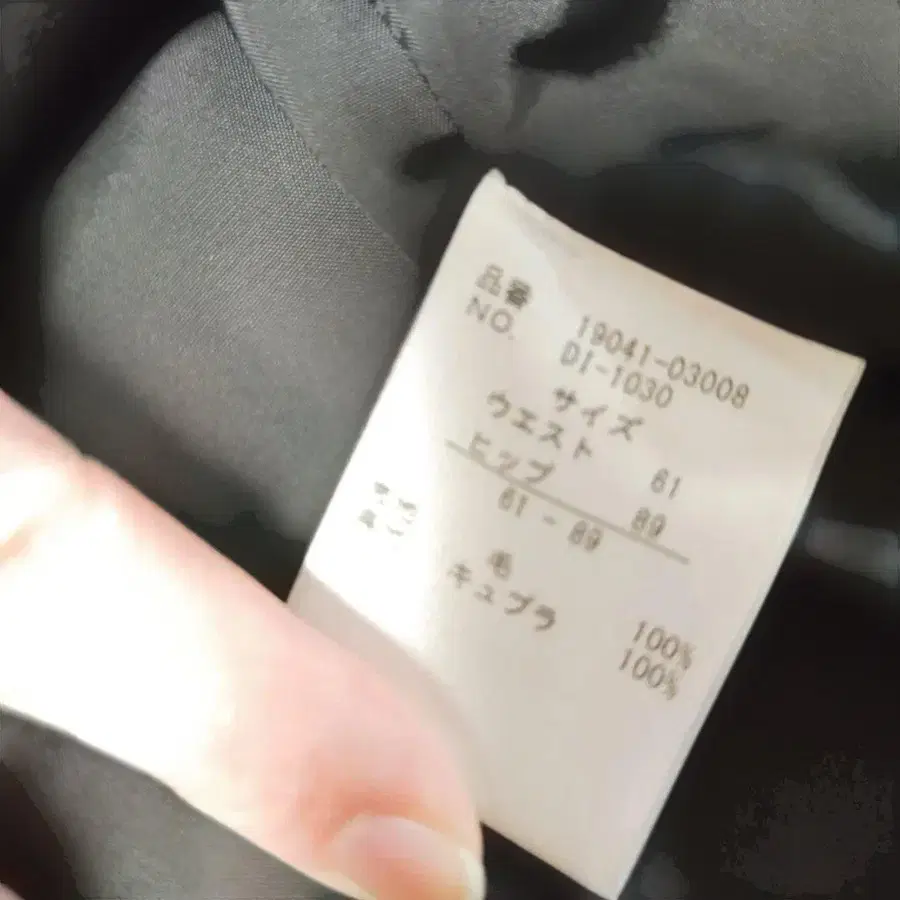 品番 19041-03008
NO. DI-1030
サイズ
ウエスト 61
ヒップ 89
61 - 89
毛 100%
キュプラ 100%